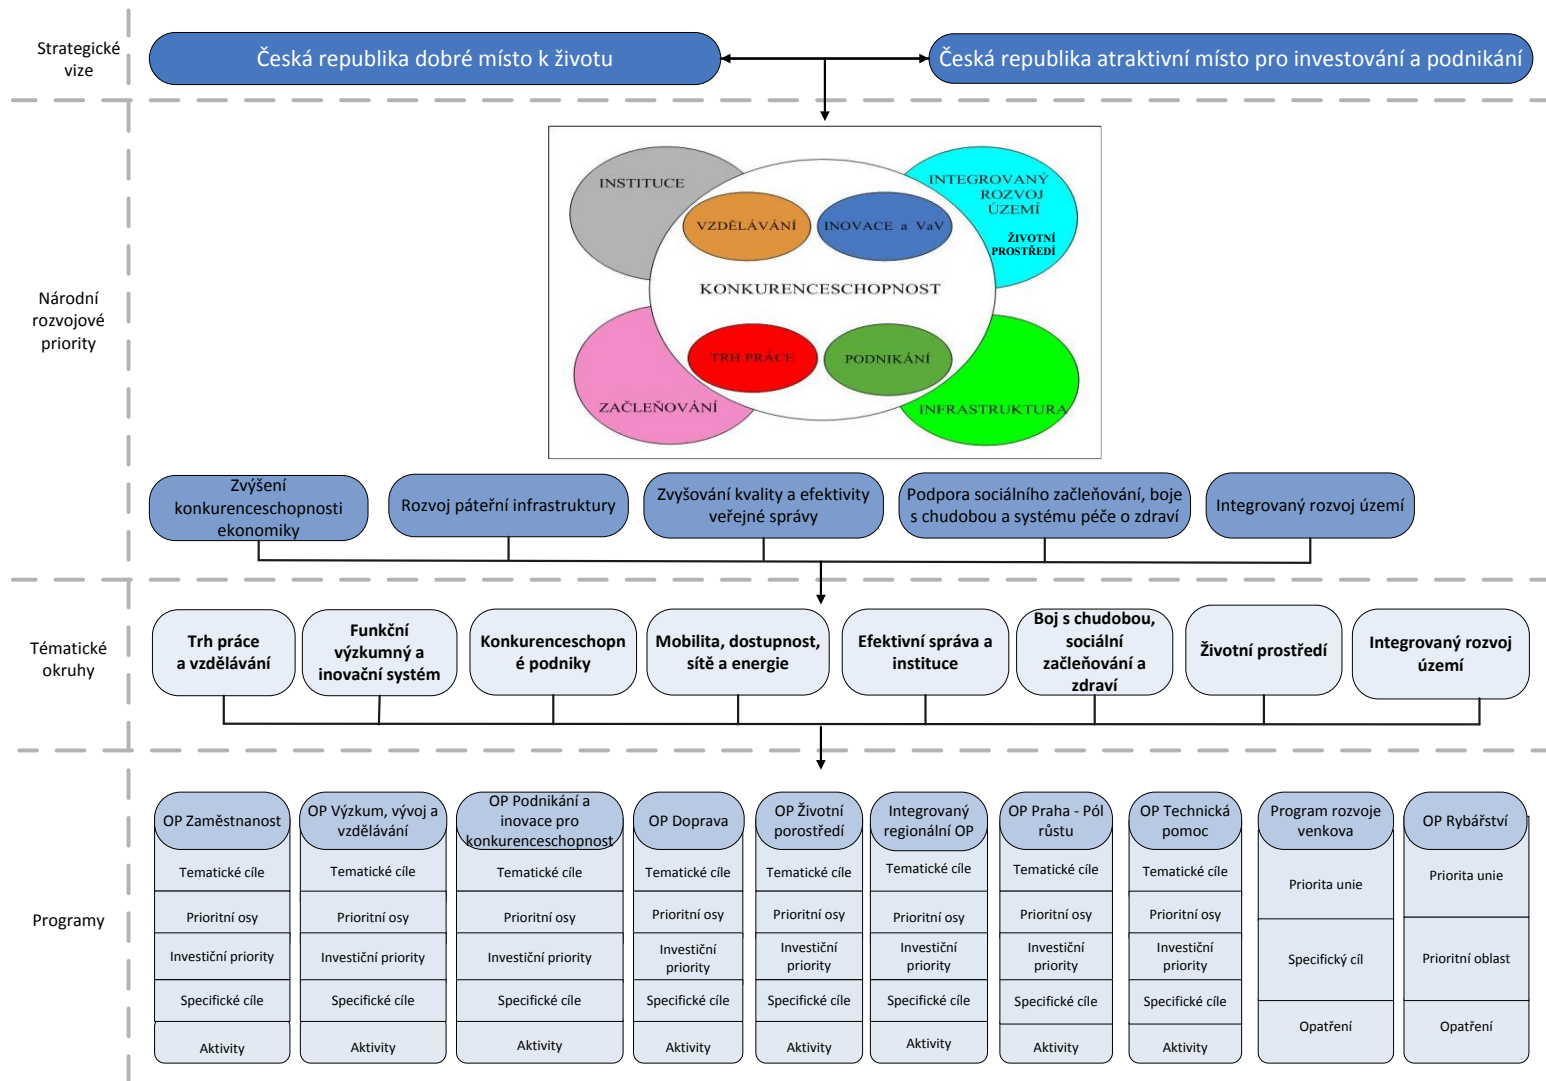 Strategické
vize
Česká republika dobré místo k životu
Česká republika atraktivní místo pro investování a podnikání
Národní
rozvojové
priority
INSTITUCE
INTEGROVANÝ
ROZVOJ
ÚZEMÍ
ŽIVOTNÍ
PROSTŘEDÍ
VZDĚLÁVÁNÍ
INOVACE a VaV
KONKURENCESCHOPNOST
TRH PRÁCE
PODNIKÁNÍ
ZAČLEŇOVÁNÍ
INFRASTRUKTURA
Zvýšení
konkurenceschopnosti
ekonomiky
Rozvoj páteřní infrastruktury
Zvyšování kvality a efektivity
veřejné správy
Podpora sociálního začleňování, boje
s chudobou a systému péče o zdraví
Integrovaný rozvoj území
Tématické
okruhy
Trh práce
a vzdělávání
Funkční
výzkumný a
inovační systém
Konkurenceschopn
é podniky
Mobilita, dostupnost,
sítě a energie
Efektivní správa a
instituce
Boj s chudobou,
sociální
začleňování a
zdraví
Životní prostředí
Integrovaný rozvoj
území
Programy
OP Zaměstnanost
Tematické cíle
Prioritní osy
Investiční priority
Specifické cíle
Aktivity
OP Výzkum, vývoj a
vzdělávání
Tematické cíle
Prioritní osy
Investiční priority
Specifické cíle
Aktivity
OP Podnikání a
inovace pro
konkurenceschopnost
Tematické cíle
Prioritní osy
Investiční priority
Specifické cíle
Aktivity
OP Doprava
Tematické cíle
Prioritní osy
Investiční
priority
Specifické cíle
Aktivity
OP Životní
porostředí
Tematické cíle
Prioritní osy
Investiční
priority
Specifické cíle
Aktivity
Integrovaný
regionální OP
Tematické cíle
Prioritní osy
Investiční
priority
Specifické cíle
Aktivity
OP Praha - Pól
růstu
Tematické cíle
Prioritní osy
Investiční
priority
Specifické cíle
Aktivity
OP Technická
pomoc
Tematické cíle
Prioritní osy
Investiční
priority
Specifické cíle
Aktivity
Program rozvoje
venkova
Priorita unie
Specifický cíl
Opatření
OP Rybářství
Priorita unie
Prioritní oblast
Opatření